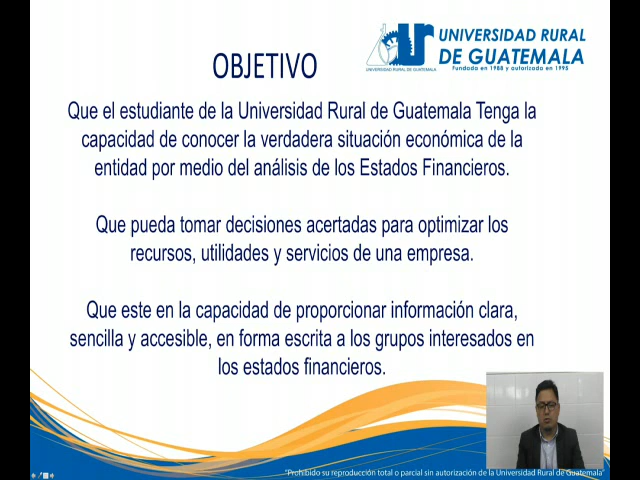 UNIVERSIDAD RURAL
DE GUATEMALA
Fundada en 1988 y autorizada en 1995
UNIVERSIDAD RURAL DE GUATEMALA
OBJETIVO
Que el estudiante de la Universidad Rural de Guatemala Tenga la
capacidad de conocer la verdadera situación económica de la
entidad por medio del análisis de los Estados Financieros.
Que pueda tomar decisiones acertadas para optimizar los
recursos, utilidades y servicios de una empresa.
Que este en la capacidad de proporcionar información clara,
sencilla y accesible, en forma escrita a los grupos interesados en
los estados financieros.
"Prohibido su reproducción total o parcial sin autorización de la Universidad Rural de Guatemala"